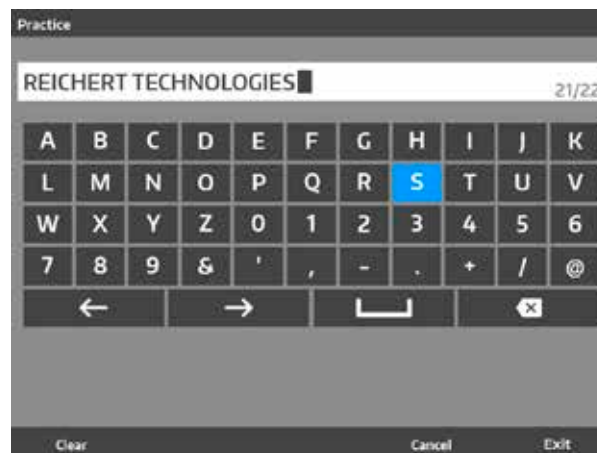 Practice
REICHERT TECHNOLOGIES
21/22
A B C D E F G H I J K
L M N O P Q R S T U V
W X Y Z 0 1 2 3 4 5 6
7 8 9 & ' , - . + / @
Clear Cancel Exit